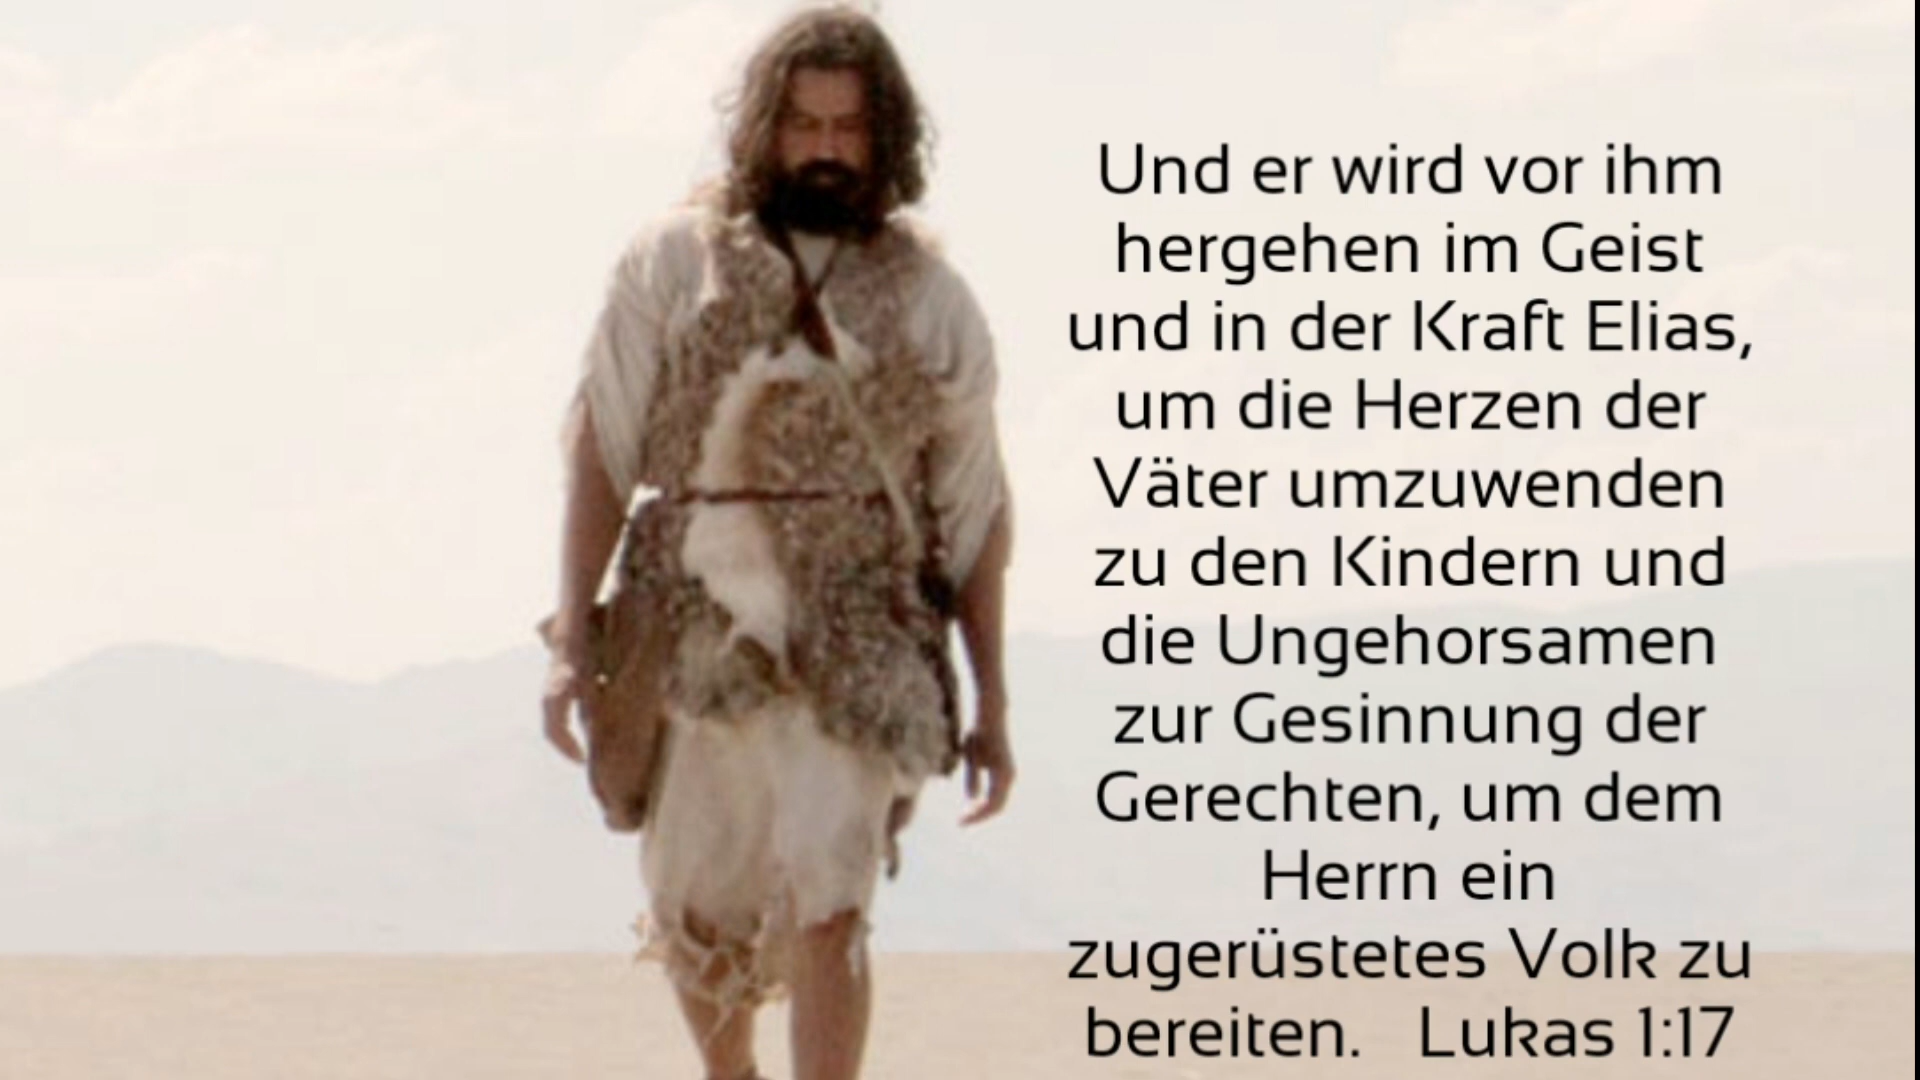 Und er wird vor ihm
hergehen im Geist
und in der Kraft Elias,
um die Herzen der
Väter umzuwenden
zu den Kindern und
die Ungehorsamen
zur Gesinnung der
Gerechten, um dem
Herrn ein
zugerüstetes Volk zu
bereiten. Lukas 1:17